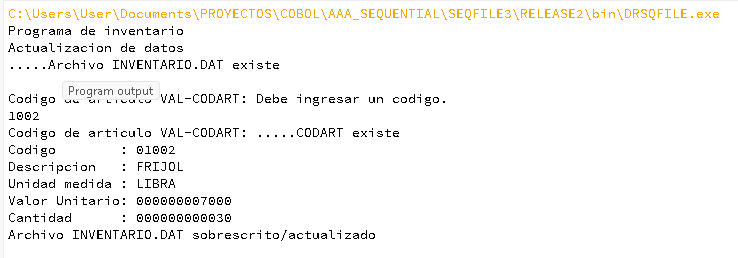 C:\Users\User\Documents\PROYECTOS\COBOL\AAA_SEQUENTIAL\SEQFILE3\RELEASE2\bin\DRSQFILE.exe
Programa de inventario
Actualizacion de datos
.....Archivo INVENTARIO.DAT existe
Program output
Codigo de articulo VAL-CODART: Debe ingresar un codigo.
1002
Codigo de articulo VAL-CODART: .....CODART existe
Codigo       : 01002
Descripcion  : FRIJOL
Unidad medida : LIBRA
Valor Unitario: 000000007000
Cantidad      : 000000000030
Archivo INVENTARIO.DAT sobrescrito/actualizado